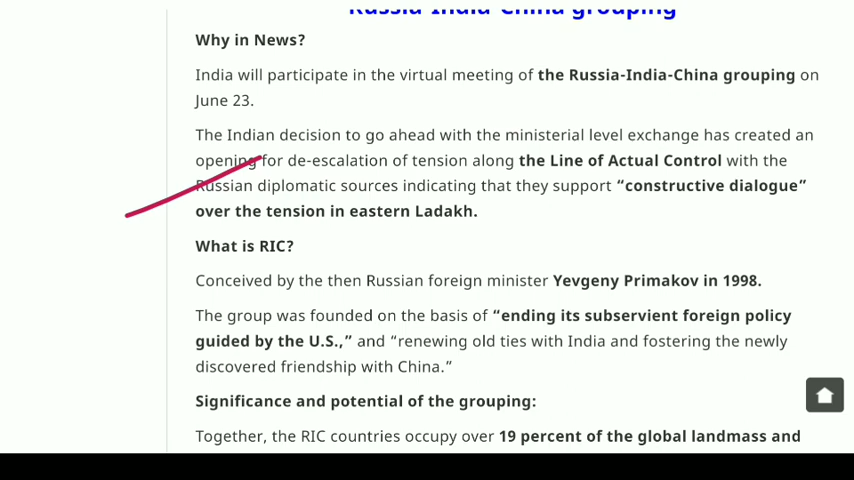 Russia-India-China grouping
Why in News?
India will participate in the virtual meeting of the Russia-India-China grouping on
June 23.
The Indian decision to go ahead with the ministerial level exchange has created an
opening for de-escalation of tension along the Line of Actual Control with the
Russian diplomatic sources indicating that they support “constructive dialogue”
over the tension in eastern Ladakh.
What is RIC?
Conceived by the then Russian foreign minister Yevgeny Primakov in 1998.
The group was founded on the basis of “ending its subservient foreign policy
guided by the U.S.,” and “renewing old ties with India and fostering the newly
discovered friendship with China.”
Significance and potential of the grouping:
Together, the RIC countries occupy over 19 percent of the global landmass and